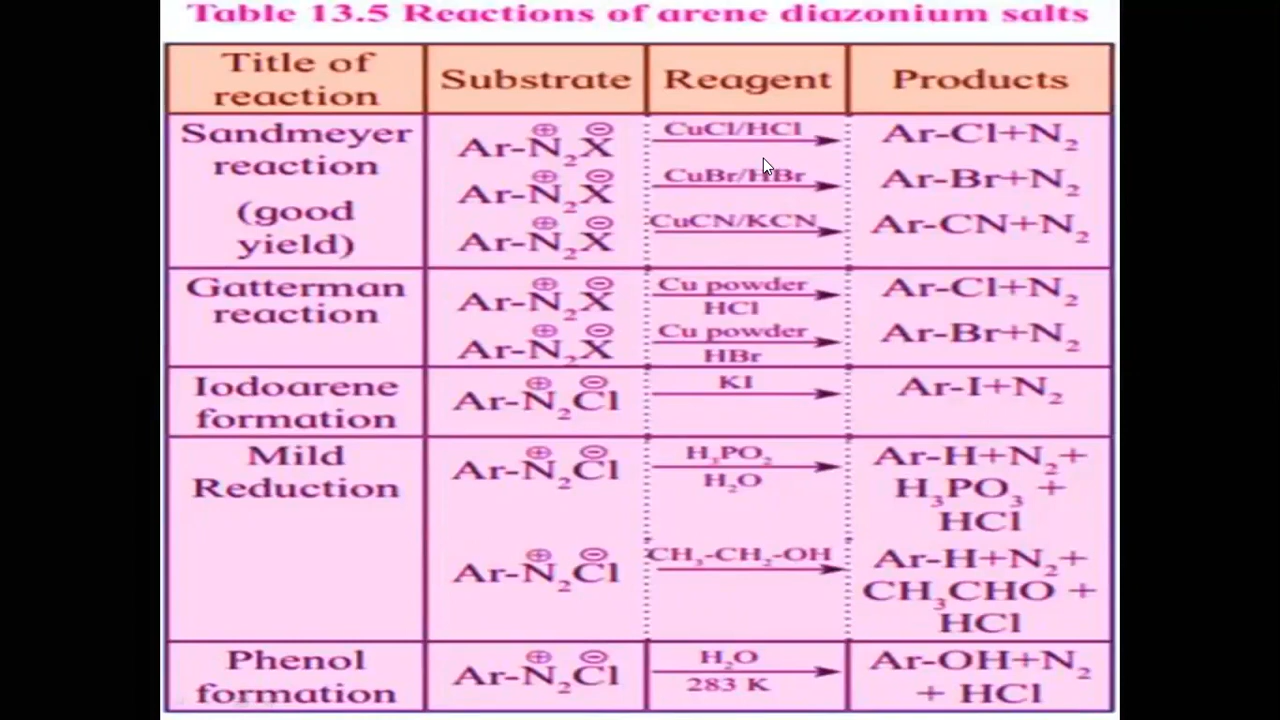 Table 13.5 Reactions of arene diazonium salts
Title of reaction Substrate Reagent Products
Sandmeyer reaction (good yield)
Ar-N₂⊕X⊖ CuCl/HCl → Ar-Cl+N₂
Ar-N₂⊕X⊖ CuBr/HBr → Ar-Br+N₂
Ar-N₂⊕X⊖ CuCN/KCN → Ar-CN+N₂
Gatterman reaction
Ar-N₂⊕X⊖ Cu powder HCl → Ar-Cl+N₂
Ar-N₂⊕X⊖ Cu powder HBr → Ar-Br+N₂
Iodoarene formation
Ar-N₂⊕Cl⊖ KI → Ar-I+N₂
Mild Reduction
Ar-N₂⊕Cl⊖ H₃PO₂ H₂O → Ar-H+N₂+ H₃PO₃ + HCl
Ar-N₂⊕Cl⊖ CH₃-CH₂-OH → Ar-H+N₂+ CH₃CHO + HCl
Phenol formation
Ar-N₂⊕Cl⊖ H₂O 283 K → Ar-OH+N₂ + HCl